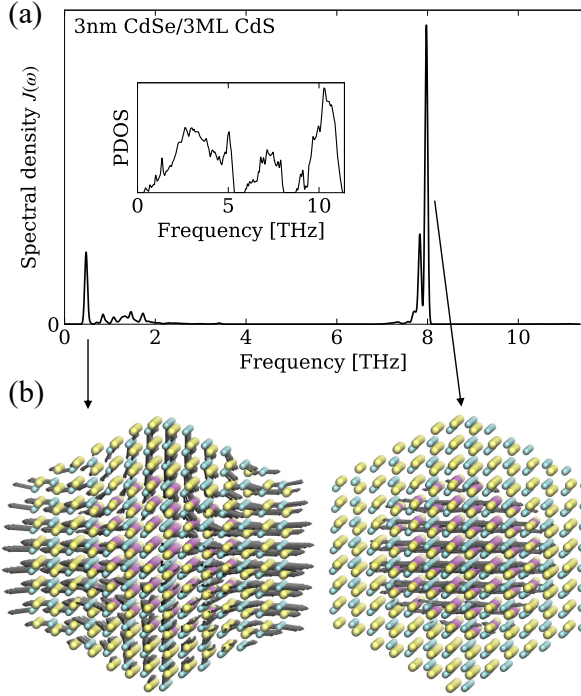 (a)
3nm CdSe/3ML CdS
Spectral density J(ω)
PDOS
0 5 10
Frequency [THz]
0
0 2 4 6 8 10
Frequency [THz]
(b)